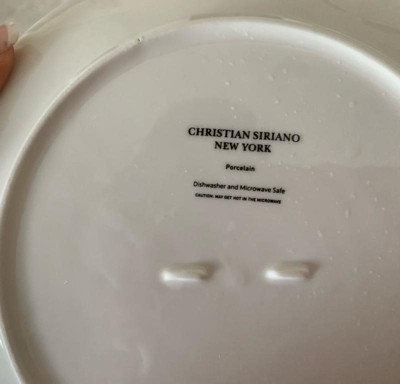 CHRISTIAN SIRIANO
NEW YORK
Porcelain
Dishwasher and Microwave Safe
CAUTION: MAY GET HOT IN THE MICROWAVE